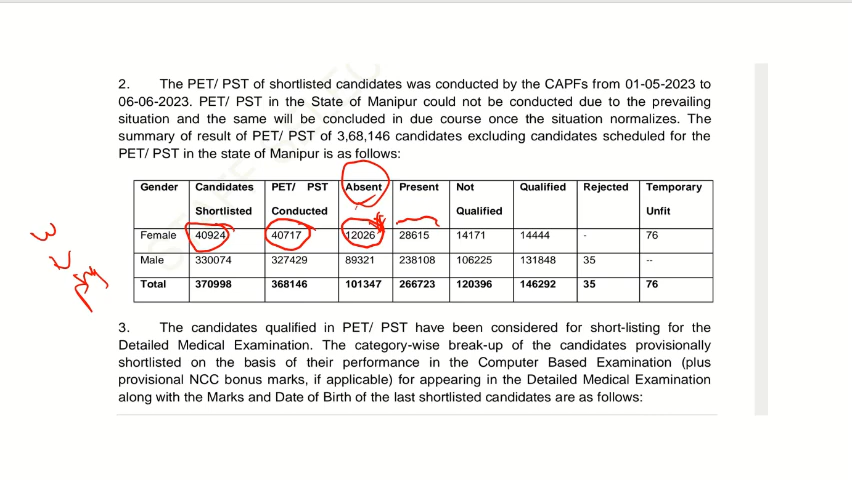 2. The PET/ PST of shortlisted candidates was conducted by the CAPFs from 01-05-2023 to
06-06-2023. PET/ PST in the State of Manipur could not be conducted due to the prevailing
situation and the same will be concluded in due course once the situation normalizes. The
summary of result of PET/ PST of 3,68,146 candidates excluding candidates scheduled for the
PET/ PST in the state of Manipur is as follows:
Gender Candidates Shortlisted PET/ PST Conducted Absent Present Not Qualified Qualified Rejected Temporary Unfit
Female 40924 40717 12026 28615 14171 14444 - 76
Male 330074 327429 89321 238108 106225 131848 35 --
Total 370998 368146 101347 266723 120396 146292 35 76
3. The candidates qualified in PET/ PST have been considered for short-listing for the
Detailed Medical Examination. The category-wise break-up of the candidates provisionally
shortlisted on the basis of their performance in the Computer Based Examination (plus
provisional NCC bonus marks, if applicable) for appearing in the Detailed Medical Examination
along with the Marks and Date of Birth of the last shortlisted candidates are as follows: